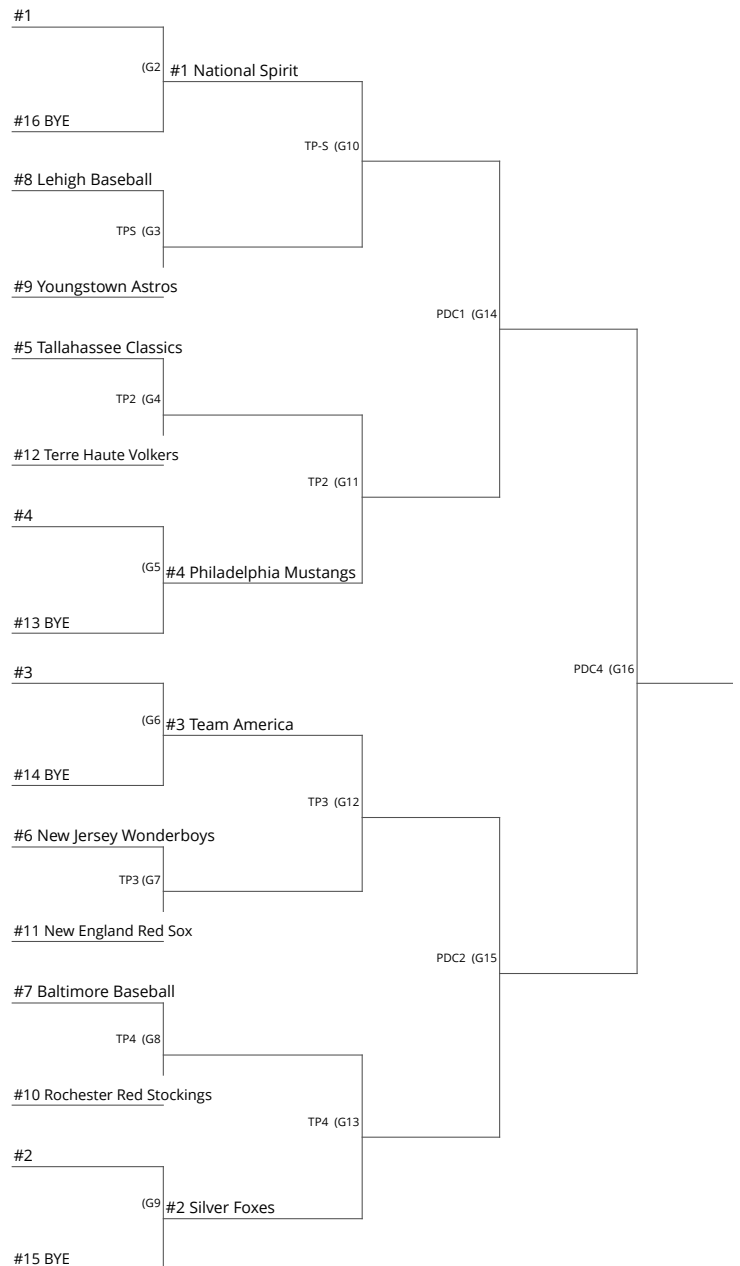 #1
(G2
#1 National Spirit
#16 BYE
TP-S (G10
#8 Lehigh Baseball
TPS (G3
#9 Youngstown Astros
PDC1 (G14
#5 Tallahassee Classics
TP2 (G4
#12 Terre Haute Volkers
TP2 (G11
#4
(G5
#4 Philadelphia Mustangs
#13 BYE
PDC4 (G16
#3
(G6
#3 Team America
#14 BYE
TP3 (G12
#6 New Jersey Wonderboys
TP3 (G7
#11 New England Red Sox
PDC2 (G15
#7 Baltimore Baseball
TP4 (G8
#10 Rochester Red Stockings
TP4 (G13
#2
(G9
#2 Silver Foxes
#15 BYE